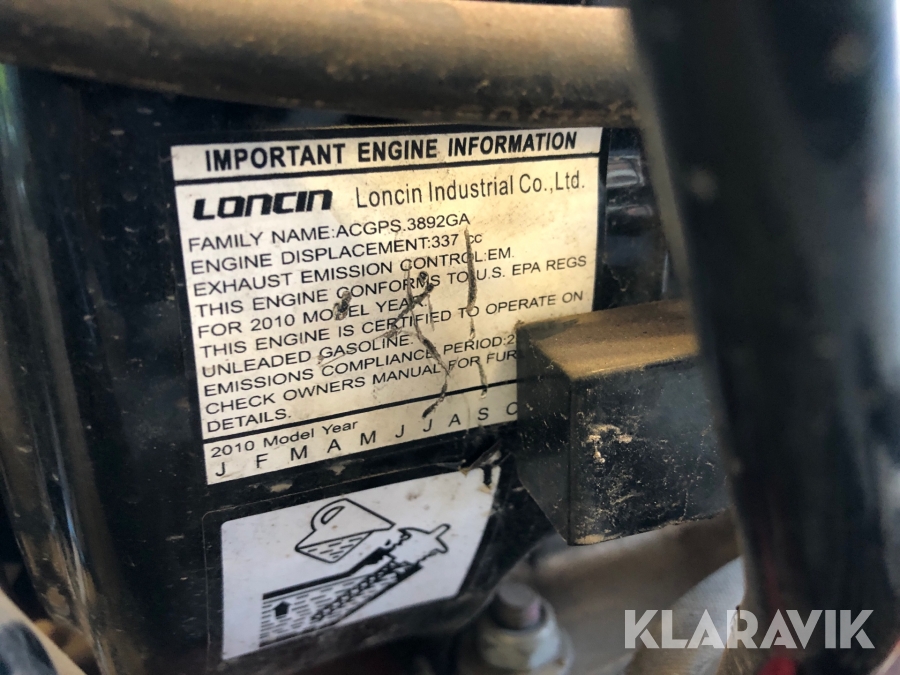 IMPORTANT ENGINE INFORMATION
LONCIN Loncin Industrial Co.,Ltd.
FAMILY NAME:ACGPS.3892GA
ENGINE DISPLACEMENT:337 cc
EXHAUST EMISSION CONTROL:EM.
THIS ENGINE CONFORMS TO U.S. EPA REGS
FOR 2010 MODEL YEAR.
THIS ENGINE IS CERTIFIED TO OPERATE ON
UNLEADED GASOLINE.
EMISSIONS COMPLIANCE PERIOD:2
CHECK OWNERS MANUAL FOR FUR
DETAILS.
2010 Model Year
J F M A M J J A S O
KLARAVIK